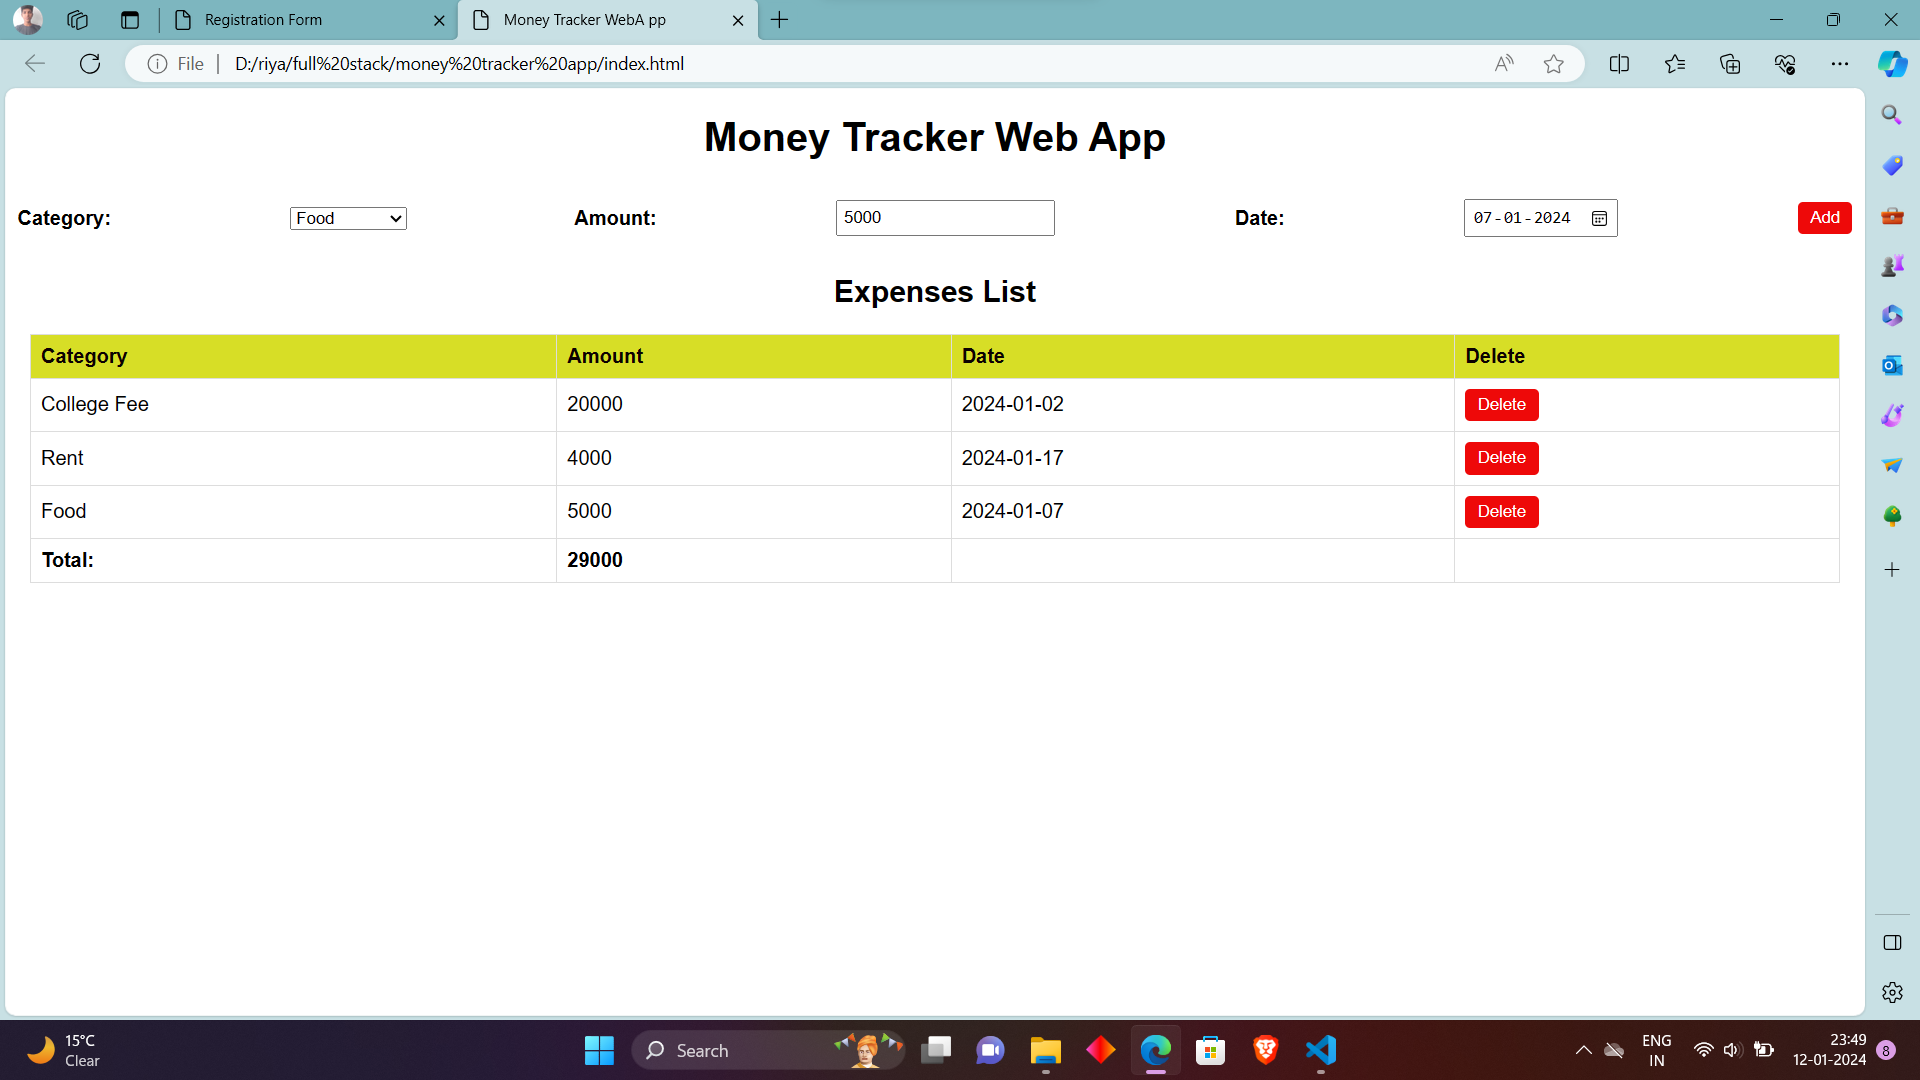 Registration Form
Money Tracker WebA pp
File
D:/riya/full%20stack/money%20tracker%20app/index.html
Money Tracker Web App
Category: Food Amount: 5000 Date: 07-01-2024 Add
Expenses List
Category Amount Date Delete
College Fee 20000 2024-01-02 Delete
Rent 4000 2024-01-17 Delete
Food 5000 2024-01-07 Delete
Total: 29000
15°C
Clear
Search
ENG
IN
23:49
12-01-2024
8